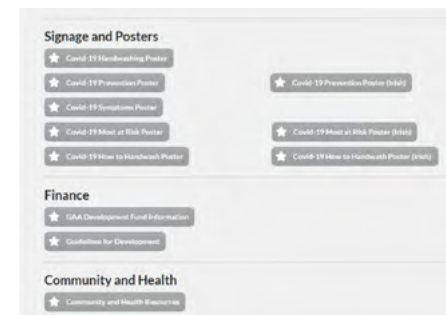 Signage and Posters
Covid-19 Handwashing Poster
Covid-19 Prevention Poster
Covid-19 Prevention Poster (Irish)
Covid-19 Symptoms Poster
Covid-19 Most at Risk Poster
Covid-19 Most at Risk Poster (Irish)
Covid-19 How to Handwash Poster
Covid-19 How to Handwash Poster (Irish)
Finance
GAA Development Fund Information
Guidelines for Development
Community and Health
Community and Health Resources